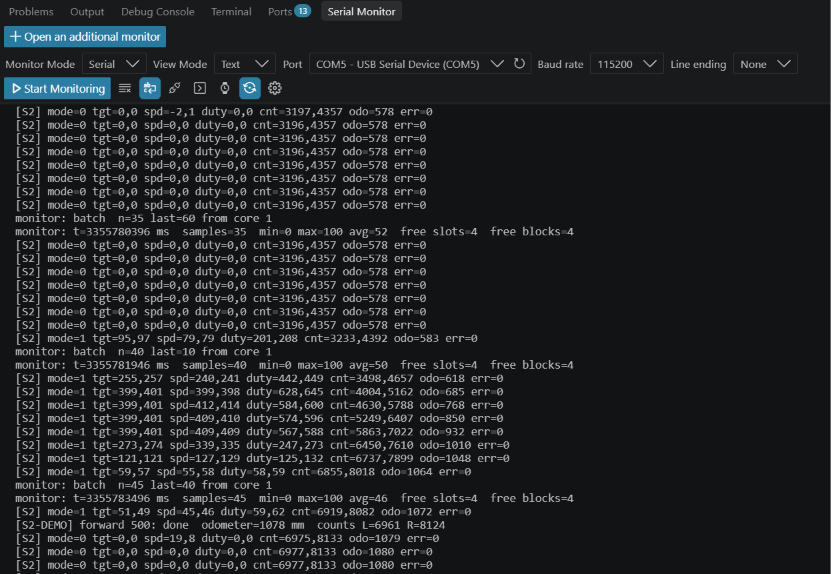 Problems Output Debug Console Terminal Ports 13 Serial Monitor
+ Open an additional monitor
Monitor Mode Serial View Mode Text Port COM5 - USB Serial Device (COM5) Baud rate 115200 Line ending None
Start Monitoring
[S2] mode=0 tgt=0,0 spd=-2,1 duty=0,0 cnt=3197,4357 odo=578 err=0
[S2] mode=0 tgt=0,0 spd=0,0 duty=0,0 cnt=3196,4357 odo=578 err=0
[S2] mode=0 tgt=0,0 spd=0,0 duty=0,0 cnt=3196,4357 odo=578 err=0
[S2] mode=0 tgt=0,0 spd=0,0 duty=0,0 cnt=3196,4357 odo=578 err=0
[S2] mode=0 tgt=0,0 spd=0,0 duty=0,0 cnt=3196,4357 odo=578 err=0
[S2] mode=0 tgt=0,0 spd=0,0 duty=0,0 cnt=3196,4357 odo=578 err=0
[S2] mode=0 tgt=0,0 spd=0,0 duty=0,0 cnt=3196,4357 odo=578 err=0
[S2] mode=0 tgt=0,0 spd=0,0 duty=0,0 cnt=3196,4357 odo=578 err=0
monitor: batch n=35 last=60 from core 1
monitor: t=3355780396 ms samples=35 min=0 max=100 avg=52 free slots=4 free blocks=4
[S2] mode=0 tgt=0,0 spd=0,0 duty=0,0 cnt=3196,4357 odo=578 err=0
[S2] mode=0 tgt=0,0 spd=0,0 duty=0,0 cnt=3196,4357 odo=578 err=0
[S2] mode=0 tgt=0,0 spd=0,0 duty=0,0 cnt=3196,4357 odo=578 err=0
[S2] mode=0 tgt=0,0 spd=0,0 duty=0,0 cnt=3196,4357 odo=578 err=0
[S2] mode=0 tgt=0,0 spd=0,0 duty=0,0 cnt=3196,4357 odo=578 err=0
[S2] mode=0 tgt=0,0 spd=0,0 duty=0,0 cnt=3196,4357 odo=578 err=0
[S2] mode=0 tgt=0,0 spd=0,0 duty=0,0 cnt=3196,4357 odo=578 err=0
[S2] mode=1 tgt=95,97 spd=79,79 duty=201,208 cnt=3233,4392 odo=583 err=0
monitor: batch n=40 last=10 from core 1
monitor: t=3355781946 ms samples=40 min=0 max=100 avg=50 free slots=4 free blocks=4
[S2] mode=1 tgt=255,257 spd=240,241 duty=442,449 cnt=3498,4657 odo=618 err=0
[S2] mode=1 tgt=399,401 spd=399,398 duty=628,645 cnt=4004,5162 odo=685 err=0
[S2] mode=1 tgt=399,401 spd=412,414 duty=584,600 cnt=4630,5788 odo=768 err=0
[S2] mode=1 tgt=399,401 spd=409,410 duty=574,596 cnt=5249,6407 odo=850 err=0
[S2] mode=1 tgt=399,401 spd=409,409 duty=567,588 cnt=5863,7022 odo=932 err=0
[S2] mode=1 tgt=273,274 spd=339,335 duty=247,273 cnt=6450,7610 odo=1010 err=0
[S2] mode=1 tgt=121,121 spd=127,129 duty=125,132 cnt=6737,7899 odo=1048 err=0
[S2] mode=1 tgt=59,57 spd=55,58 duty=58,59 cnt=6855,8018 odo=1064 err=0
monitor: batch n=45 last=40 from core 1
monitor: t=3355783496 ms samples=45 min=0 max=100 avg=46 free slots=4 free blocks=4
[S2] mode=1 tgt=51,49 spd=45,46 duty=59,62 cnt=6919,8082 odo=1072 err=0
[S2-DEMO] forward 500: done odometer=1078 mm counts L=6961 R=8124
[S2] mode=0 tgt=0,0 spd=19,8 duty=0,0 cnt=6975,8133 odo=1079 err=0
[S2] mode=0 tgt=0,0 spd=0,0 duty=0,0 cnt=6977,8133 odo=1080 err=0
[S2] mode=0 tgt=0,0 spd=0,0 duty=0,0 cnt=6977,8133 odo=1080 err=0